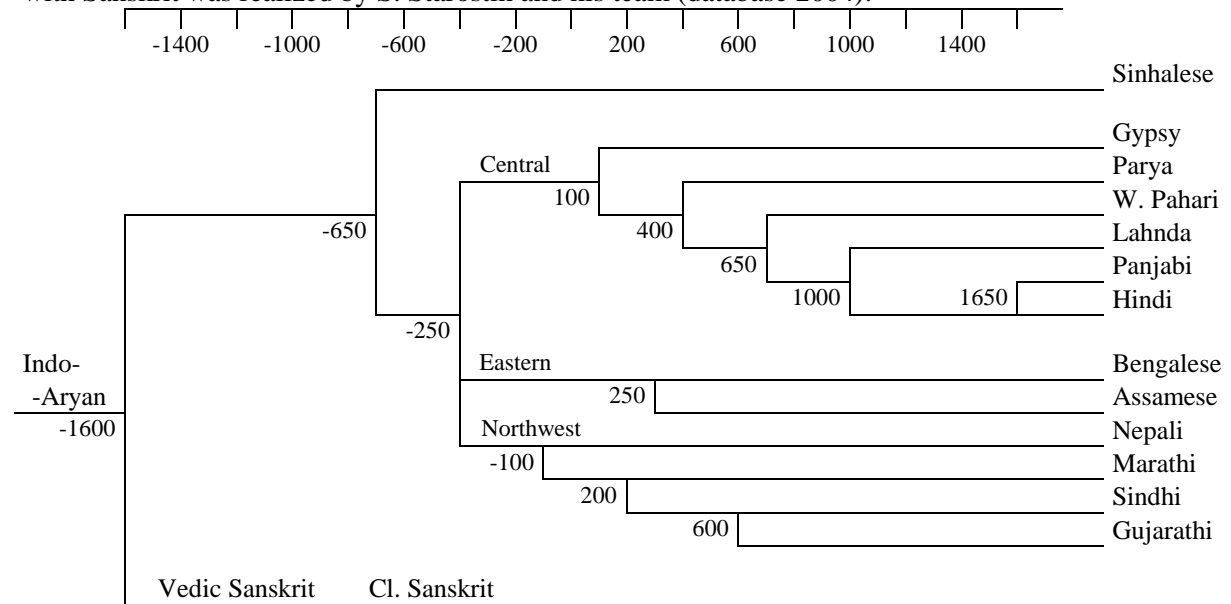 with Sanskrit was realized by S. Starostin and his team (database 2004).
-1400 -1000 -600 -200 200 600 1000 1400
Sinhalese
Gypsy
Central
Parya
100
W. Pahari
-650
400
Lahnda
650
Panjabi
1000
1650
Hindi
-250
Indo-
Eastern
Bengalese
-Aryan
250
Assamese
-1600
Northwest
Nepali
-100
Marathi
200
Sindhi
600
Gujarathi
Vedic Sanskrit Cl. Sanskrit